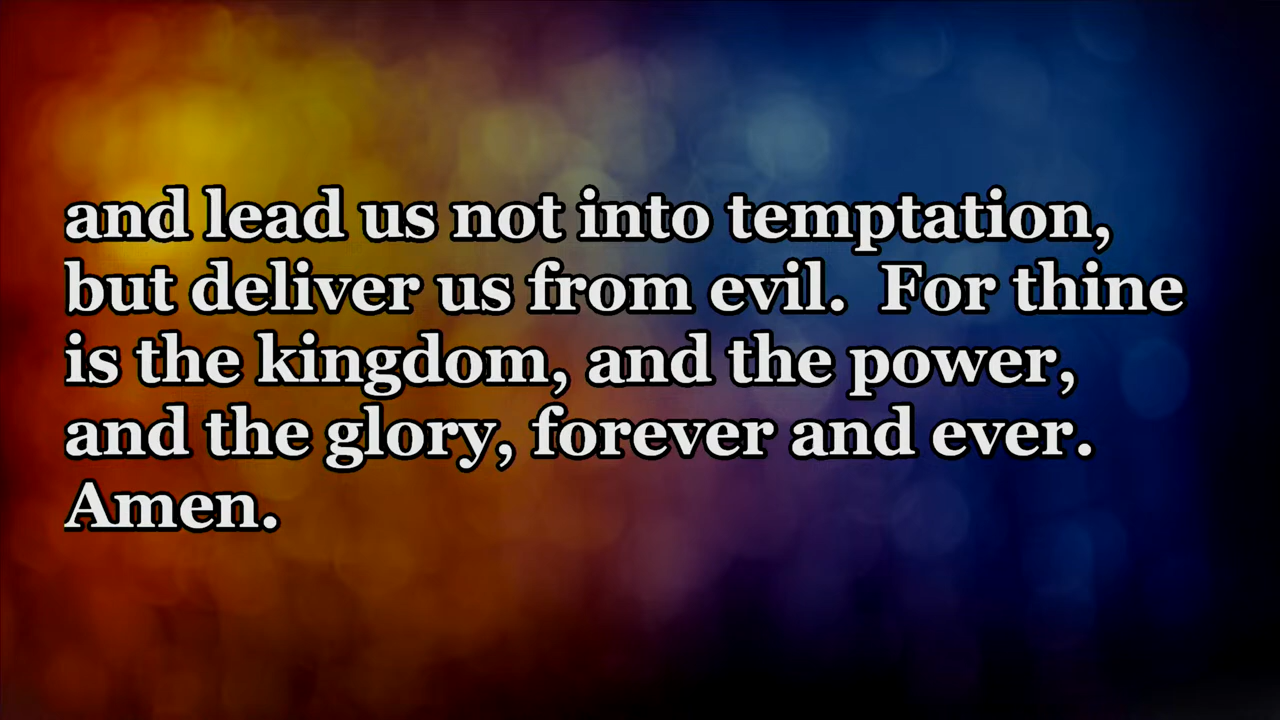 and lead us not into temptation,
but deliver us from evil.  For thine
is the kingdom, and the power,
and the glory, forever and ever.
Amen.